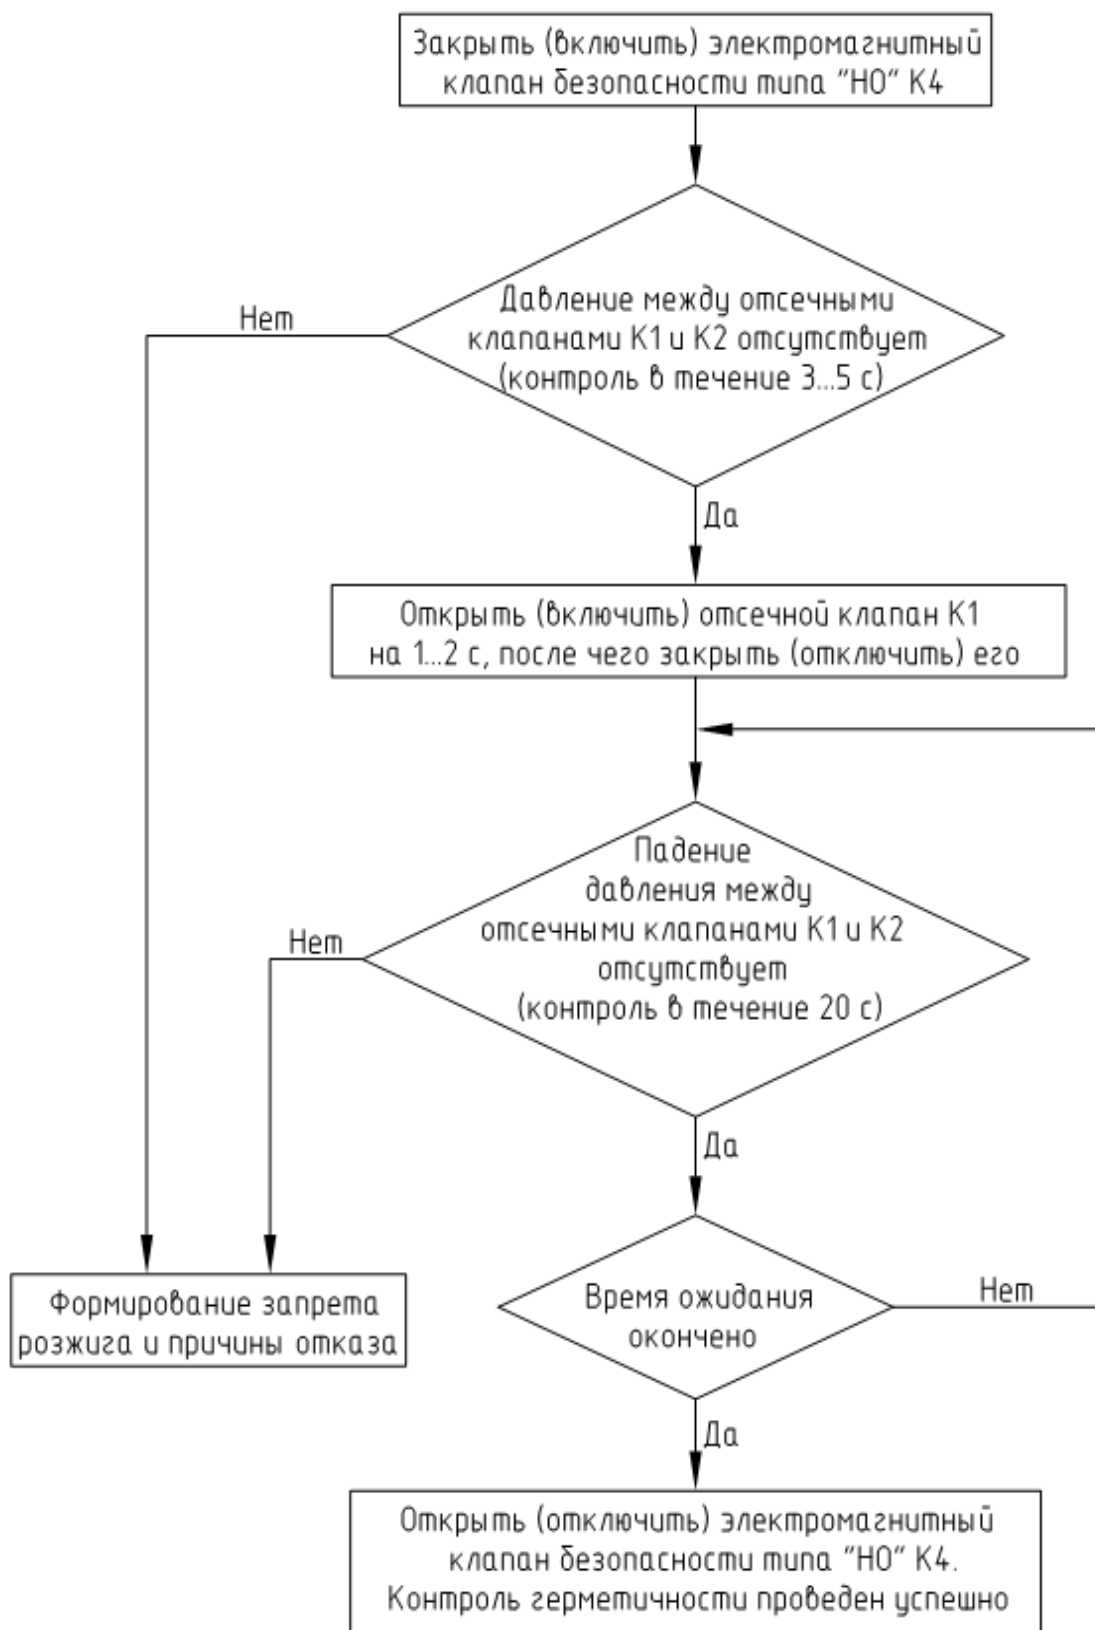 Закрыть (включить) электромагнитный
клапан безопасности типа "НО" К4
Давление между отсечными
клапанами К1 и К2 отсутствует
(контроль в течение 3...5 с)
Нет
Да
Открыть (включить) отсечной клапан К1
на 1...2 с, после чего закрыть (отключить) его
Падение
давления между
отсечными клапанами К1 и К2
отсутствует
(контроль в течение 20 с)
Нет
Да
Время ожидания
окончено
Нет
Формирование запрета
розжига и причины отказа
Да
Открыть (отключить) электромагнитный
клапан безопасности типа "НО" К4.
Контроль герметичности проведен успешно